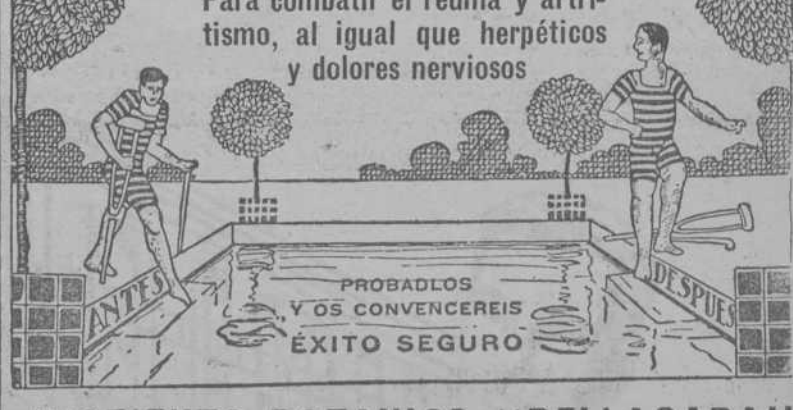 Para combatir el reuma y artri-
tismo, al igual que herpéticos
y dolores nerviosos
ANTES
DESPUES
PROBADLOS
Y OS CONVENCEREIS
ÉXITO SEGURO